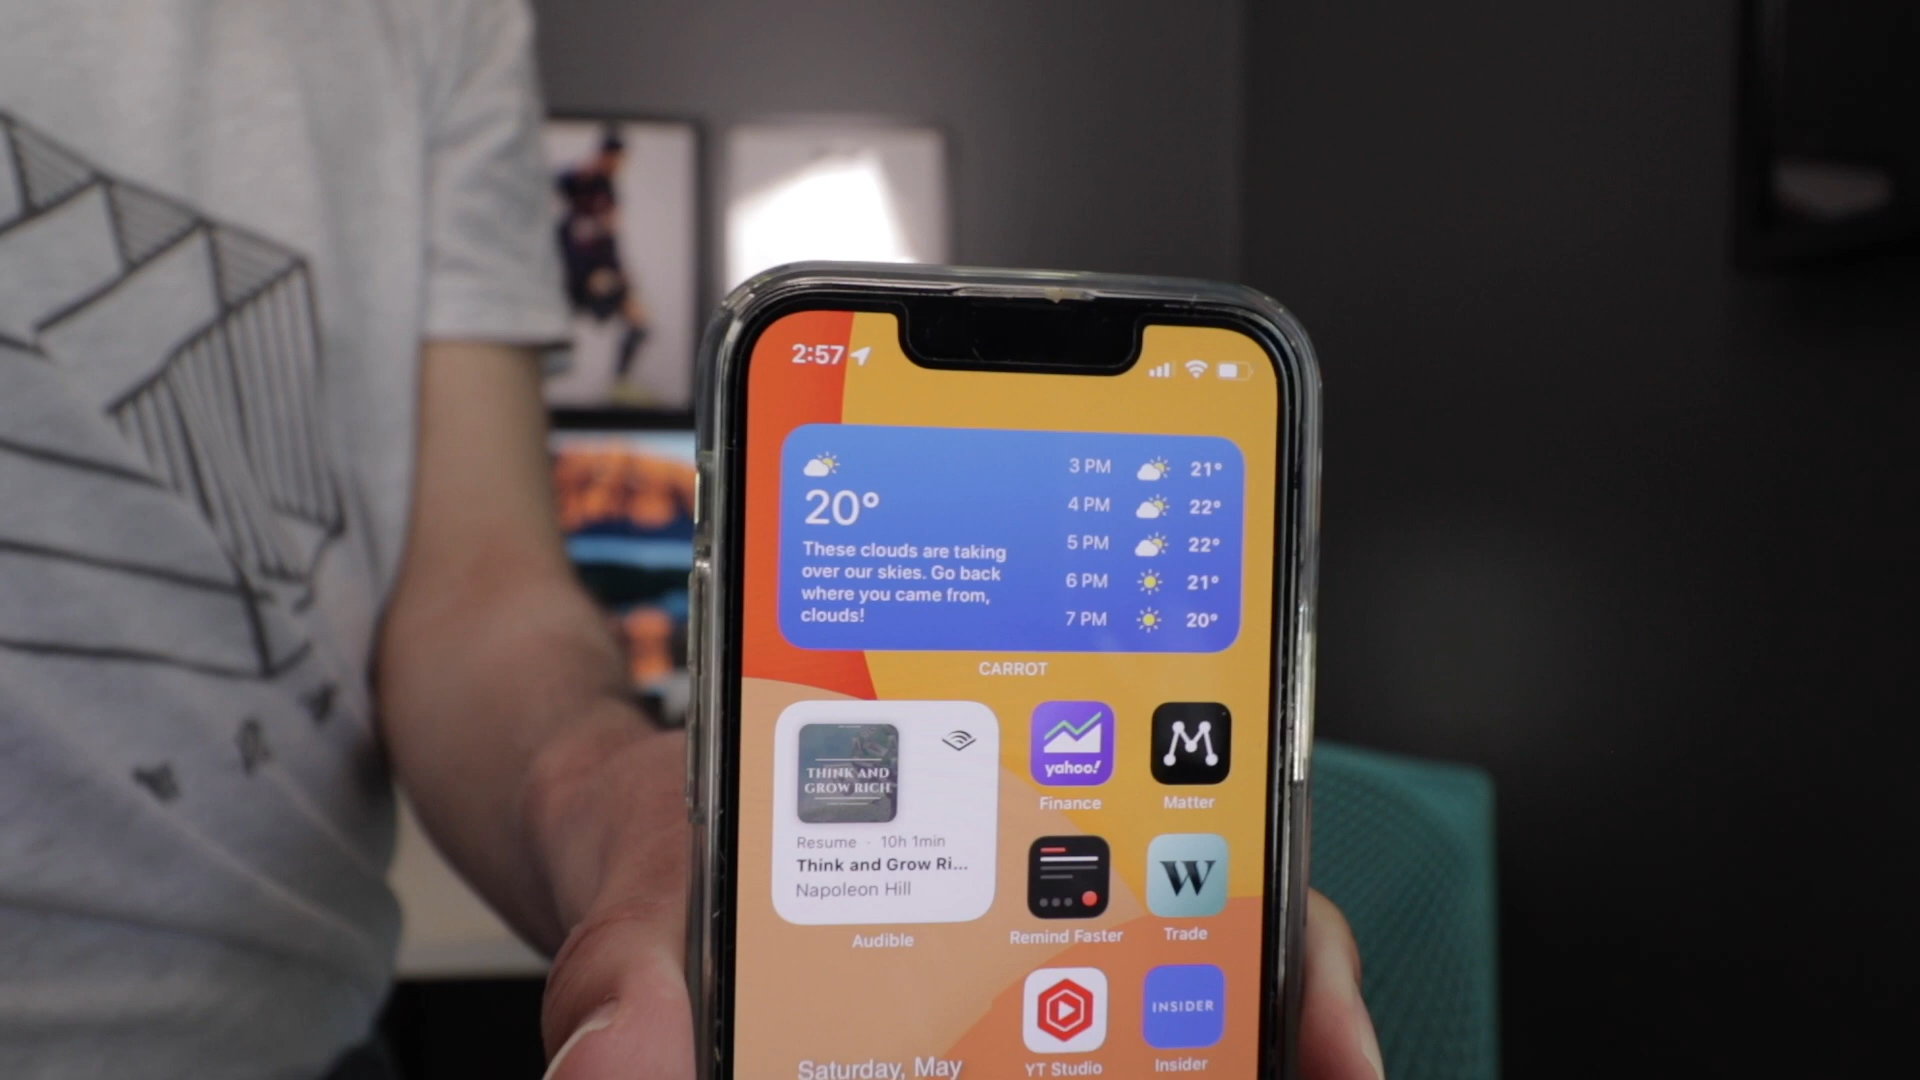 2:57
20°
These clouds are taking
over our skies. Go back
where you came from,
clouds!
3 PM 21°
4 PM 22°
5 PM 22°
6 PM 21°
7 PM 20°
CARROT
THINK AND
GROW RICH
Resume · 10h 1min
Think and Grow Ri...
Napoleon Hill
Audible
yahoo!
Finance
M
Matter
Remind Faster
W
Trade
YT Studio
INSIDER
Insider
Saturday, May